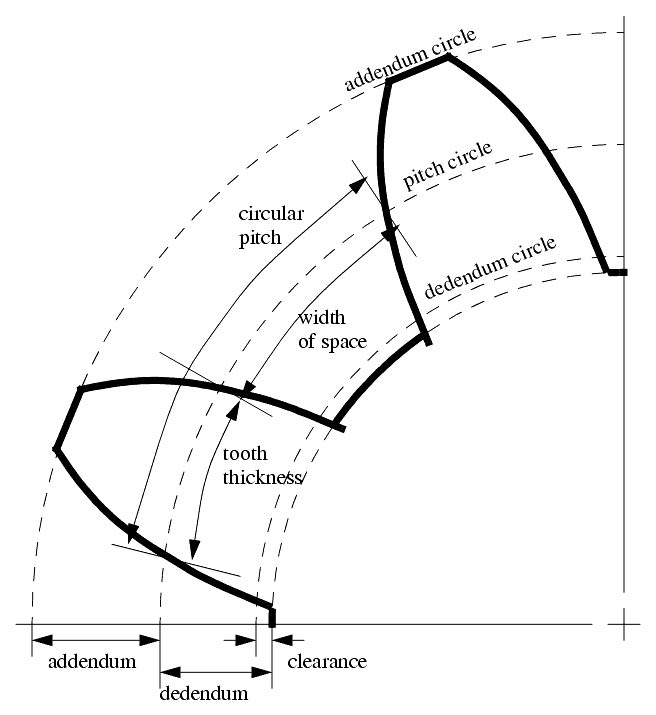 addendum circle
pitch circle
circular
pitch
dedendum circle
width
of space
tooth
thickness
addendum
clearance
dedendum